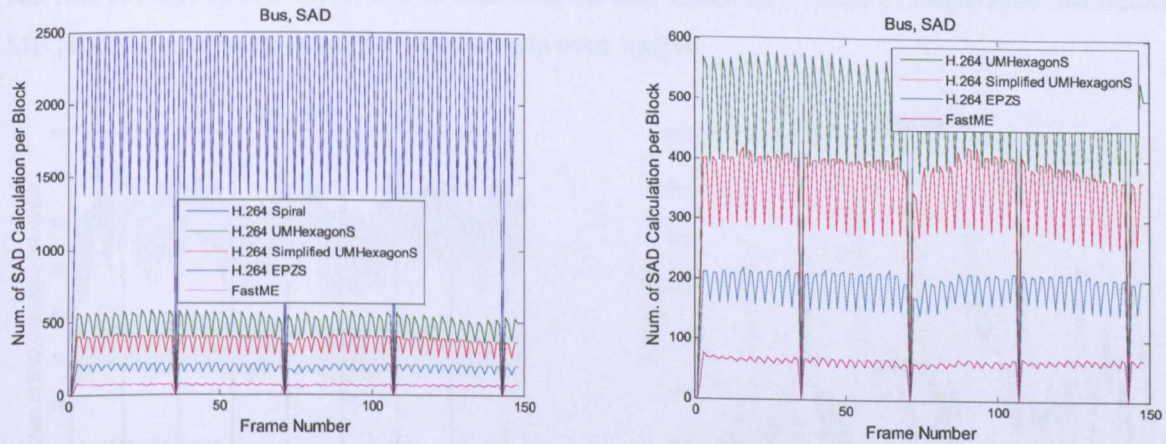 Bus, SAD
2500
2000
1500
1000
500
0
0
50
100
150
Num. of SAD Calculation per Block
Frame Number
H.264 Spiral
H.264 UMHexagonS
H.264 Simplified UMHexagonS
H.264 EPZS
FastME
Bus, SAD
600
500
400
300
200
100
0
0
50
100
150
Num. of SAD Calculation per Block
Frame Number
H.264 UMHexagonS
H.264 Simplified UMHexagonS
H.264 EPZS
FastME